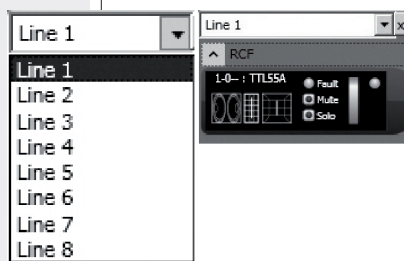 Line 1
Line 1
Line 2
Line 3
Line 4
Line 5
Line 6
Line 7
Line 8
Line 1
x
RCF
1-0-- : TTL55A
Fault
Mute
Solo